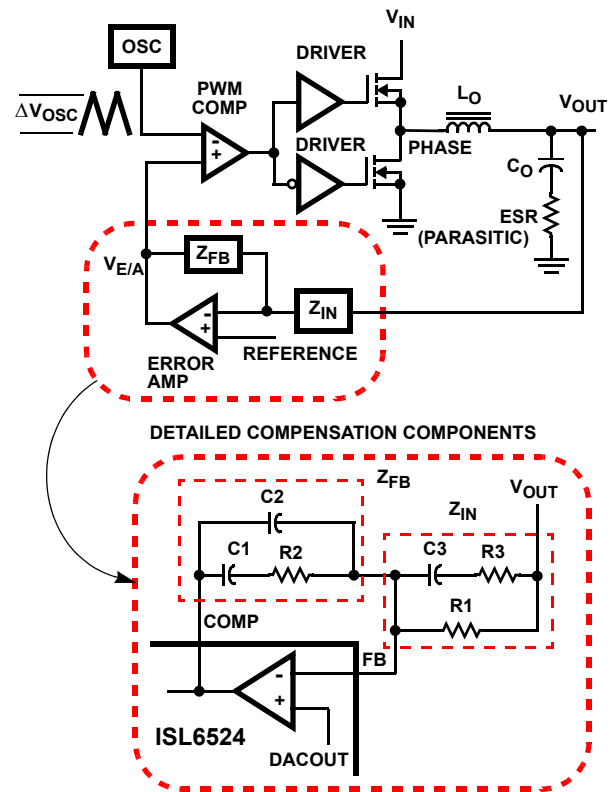 OSC
ΔVOSC
PWM
COMP
DRIVER
DRIVER
VIN
LO
VOUT
PHASE
CO
ESR
(PARASITIC)
-
+
VE/A
ZFB
ZIN
-
+
ERROR
AMP
REFERENCE
DETAILED COMPENSATION COMPONENTS
ZFB
VOUT
C2
ZIN
C1
R2
C3
R3
R1
COMP
FB
-
+
ISL6524
DACOUT